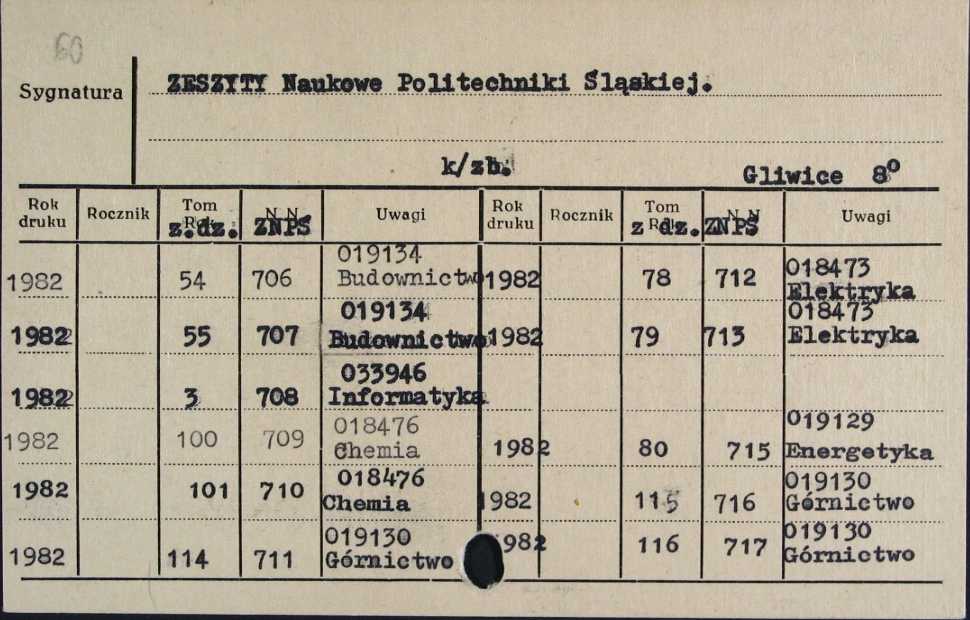 60
Sygnatura
ZESZYTY Naukowe Politechniki Śląskiej.
k/zb.
Gliwice 8°
Rok druku Rocznik Tom z.dz. N N ZNPŚ Uwagi Rok druku Rocznik Tom z dz. N N ZNPŚ Uwagi
1982 54 706 019134 Budownictwo 1982 78 712 018473 Elektryka
1982 55 707 019134 Budownictwo 1982 79 713 018473 Elektryka
1982 3 708 033946 Informatyka
1982 100 709 018476 Chemia 1982 80 715 019129 Energetyka
1982 101 710 018476 Chemia 1982 115 716 019130 Górnictwo
1982 114 711 019130 Górnictwo 982 116 717 019130 Górnictwo